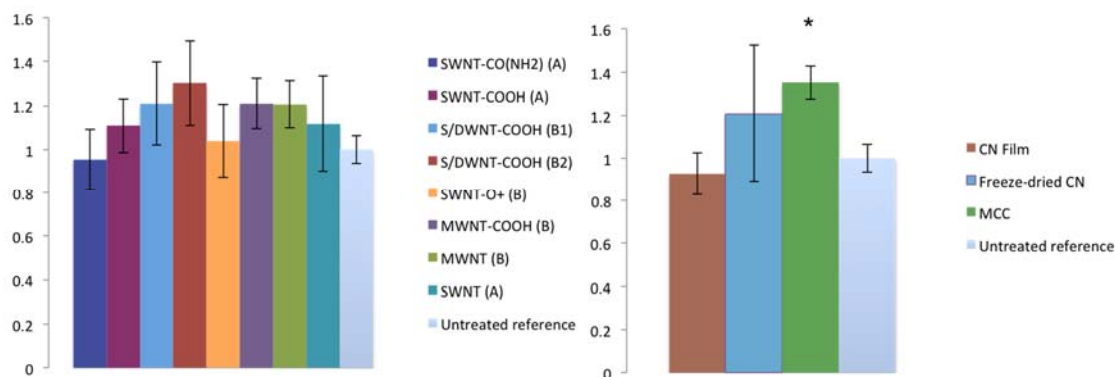 1.6
1.4
1.2
1
0.8
0.6
0.4
0.2
0
SWNT-CO(NH2) (A)
SWNT-COOH (A)
S/DWNT-COOH (B1)
S/DWNT-COOH (B2)
SWNT-O+ (B)
MWNT-COOH (B)
MWNT (B)
SWNT (A)
Untreated reference
1.6
1.4
1.2
1
0.8
0.6
0.4
0.2
0
*
CN Film
Freeze-dried CN
MCC
Untreated reference